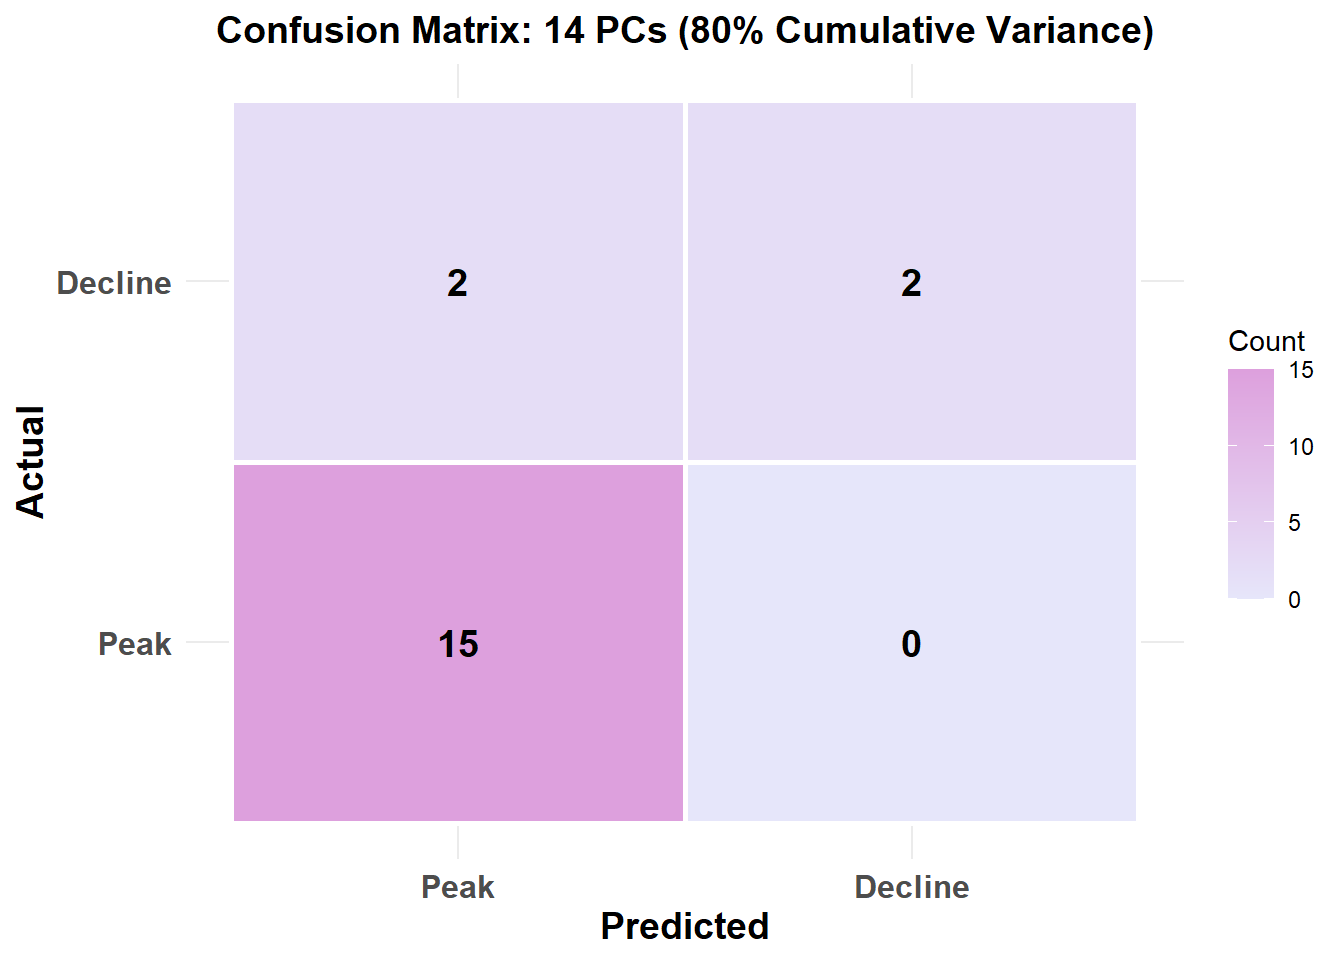 Confusion Matrix: 14 PCs (80% Cumulative Variance)
Actual
Decline
2
2
Peak
15
0
Peak
Decline
Predicted
Count
15
10
5
0